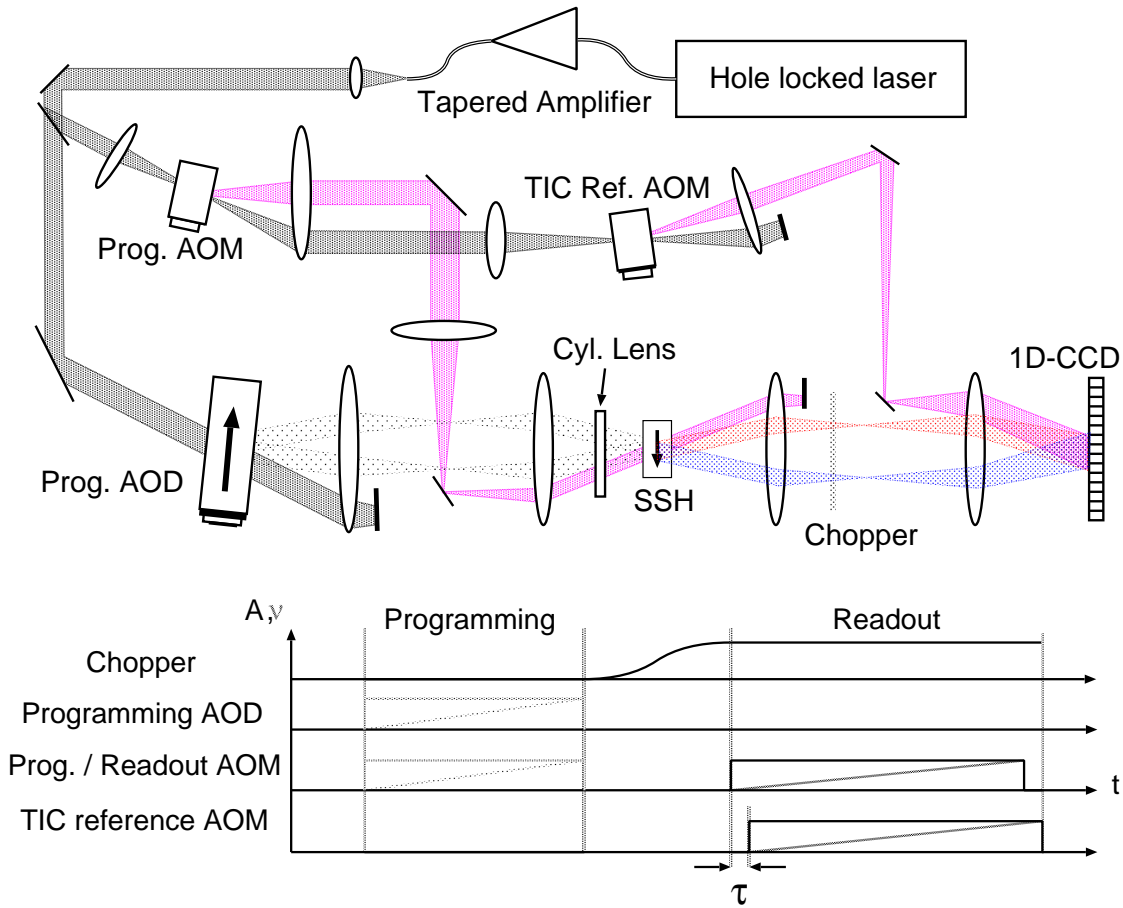 Hole locked laser
Tapered Amplifier
TIC Ref. AOM
Prog. AOM
Cyl. Lens
1D-CCD
Prog. AOD
SSH
Chopper
A,ν
Programming
Readout
Chopper
Programming AOD
Prog. / Readout AOM
t
TIC reference AOM
τ